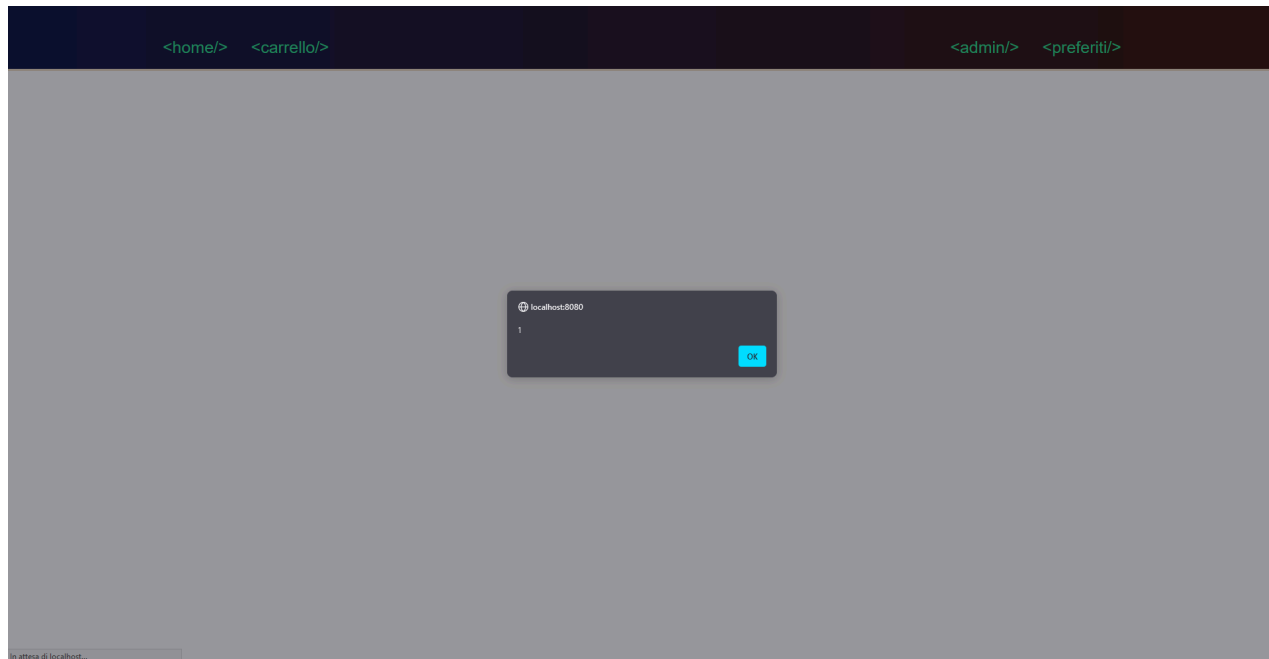 <home/> <carrello/> <admin/> <preferiti/>
localhost:8080
1
OK
In attesa di localhost...